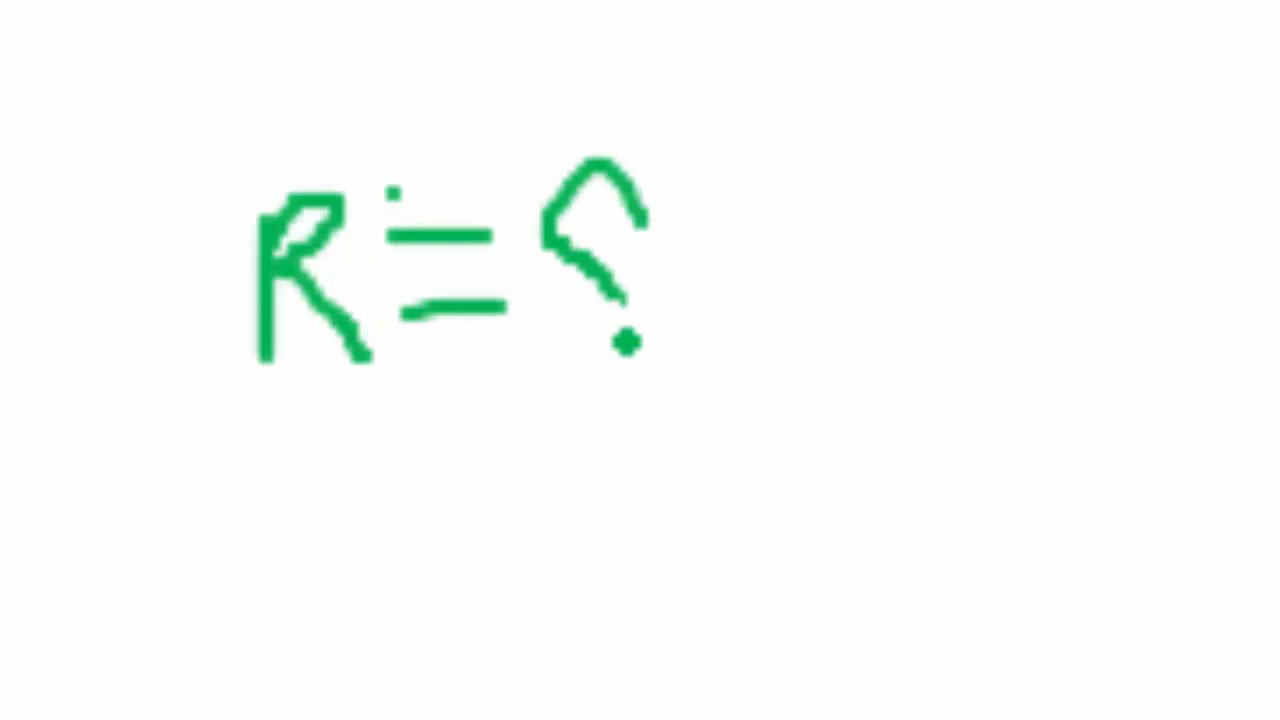 R = ?